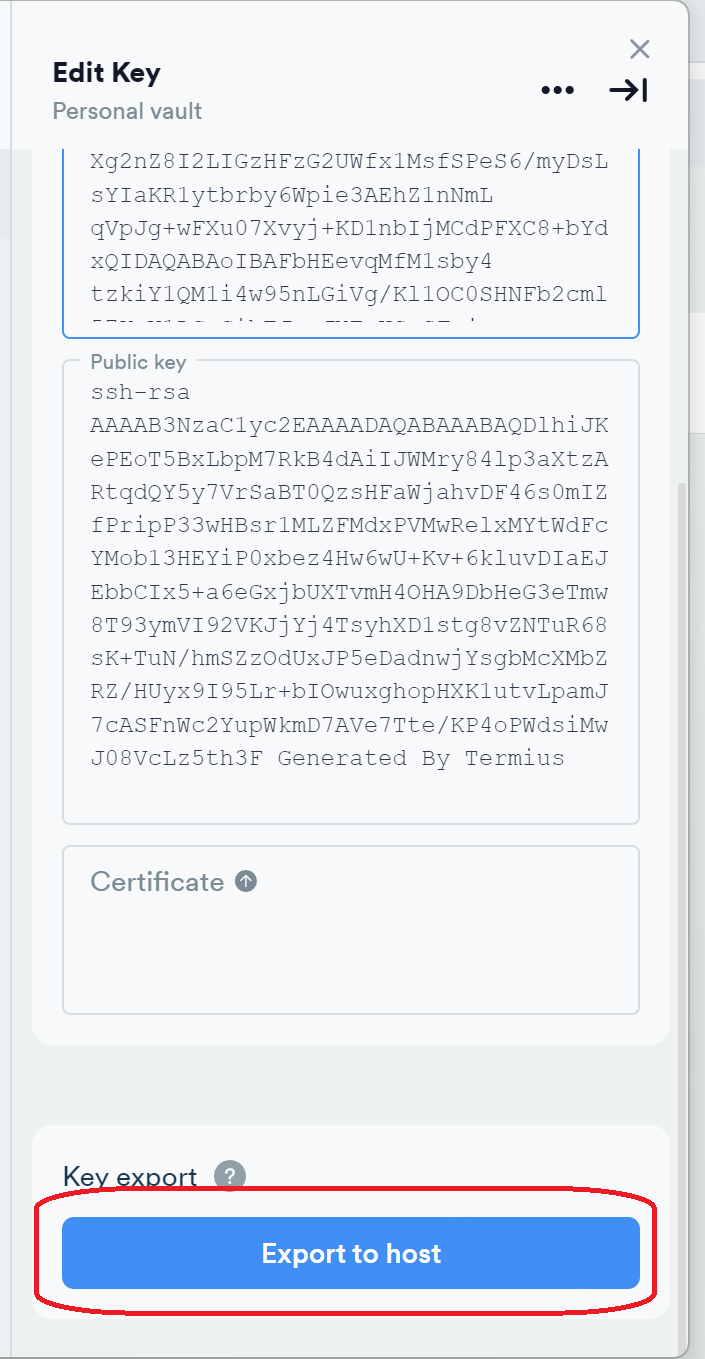 Edit Key
Personal vault
Xg2nZ8I2LIGzHFzG2UWfx1MsfSPeS6/myDsL
sYIaKR1ytbrby6Wpie3AEhZ1nNmL
qVpJg+wFXu07Xvyj+KD1nbIjMCdPFXC8+bYd
xQIDAQABAoIBAFbHEevqMfM1sby4
tzkiY1QM1i4w95nLGiVg/Kl1OC0SHNFb2cml
Public key
ssh-rsa
AAAAB3NzaC1yc2EAAAADAQABAAABAQDlhiJK
ePEoT5BxLbpM7RkB4dAiIJWMry84lp3aXtzA
RtqdQY5y7VrSaBT0QzsHFaWjahvDF46s0mIZ
fPripP33wHBsr1MLZFMdxPVMwRelxMYtWdFc
YMob13HEYiP0xbez4Hw6wU+Kv+6kluvDIaEJ
EbbCIx5+a6eGxjbUXTvmH4OHA9DbHeG3eTmw
8T93ymVI92VKJjYj4TsyhXD1stg8vZNTuR68
sK+TuN/hmSZzOdUxJP5eDadnwjYsgbMcXMbZ
RZ/HUyx9I95Lr+bIOwuxghopHXK1utvLpamJ
7cASFnWc2YupWkmD7AVe7Tte/KP4oPWdsiMw
J08VcLz5th3F Generated By Termius
Certificate
Key export
Export to host